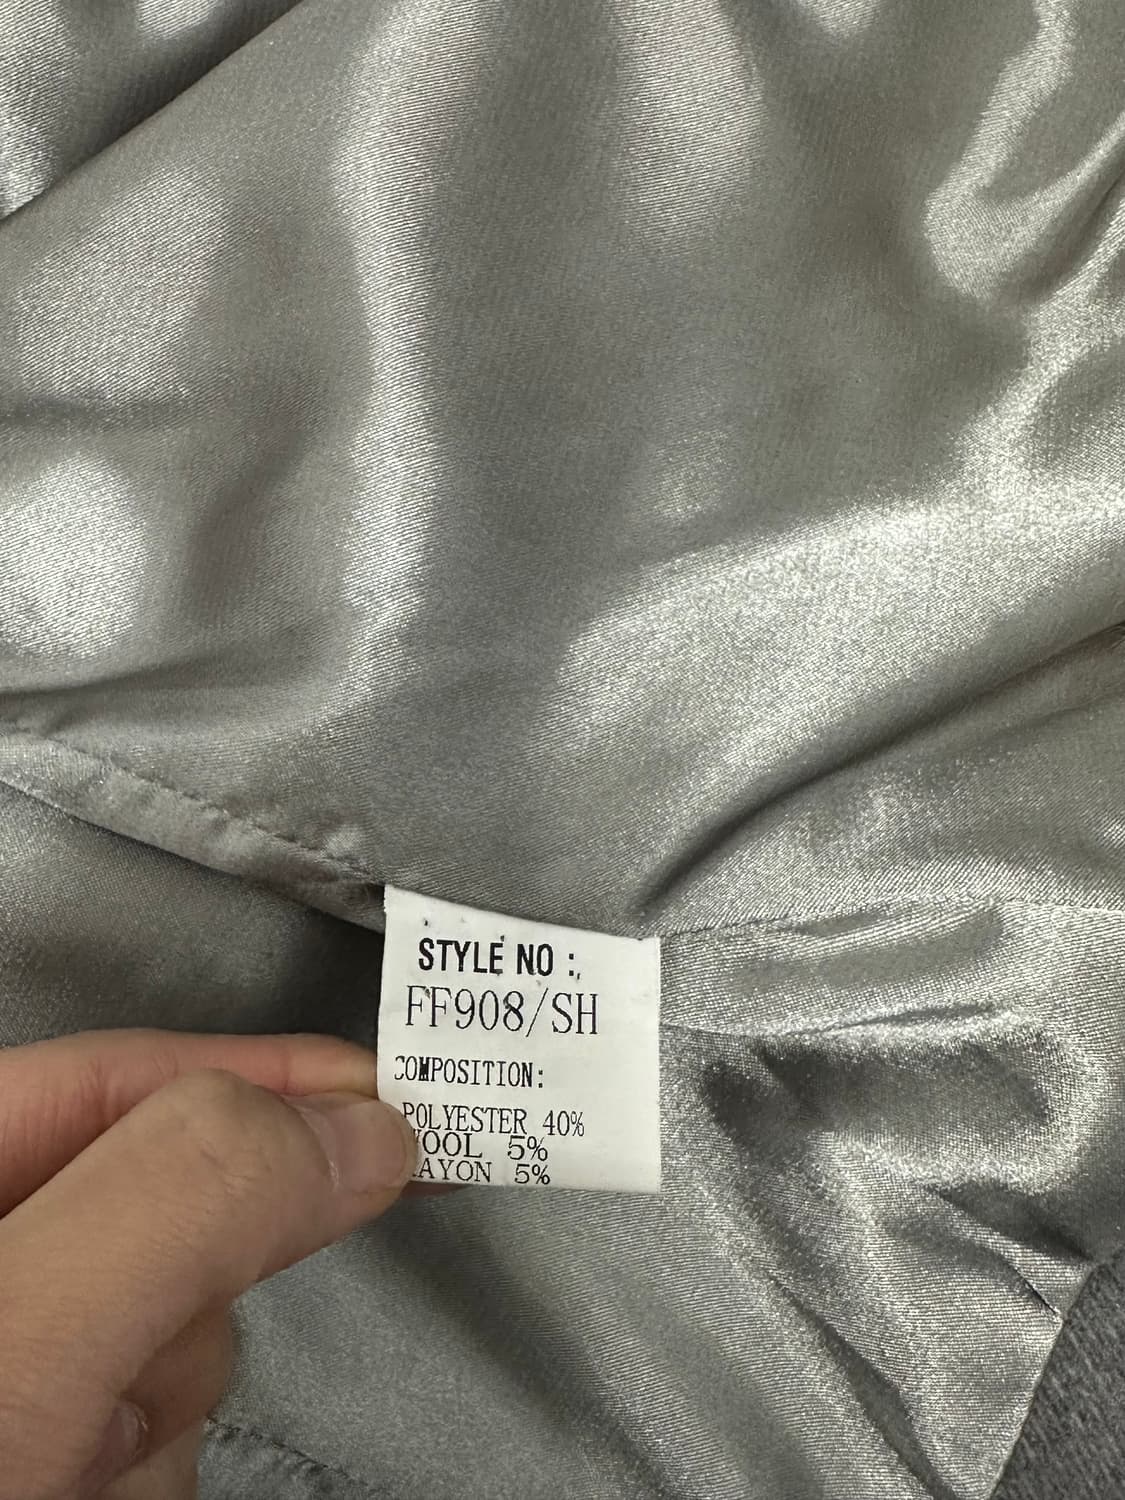 STYLE NO :
FF908/SH
COMPOSITION:
POLYESTER 40%
WOOL 5%
RAYON 5%